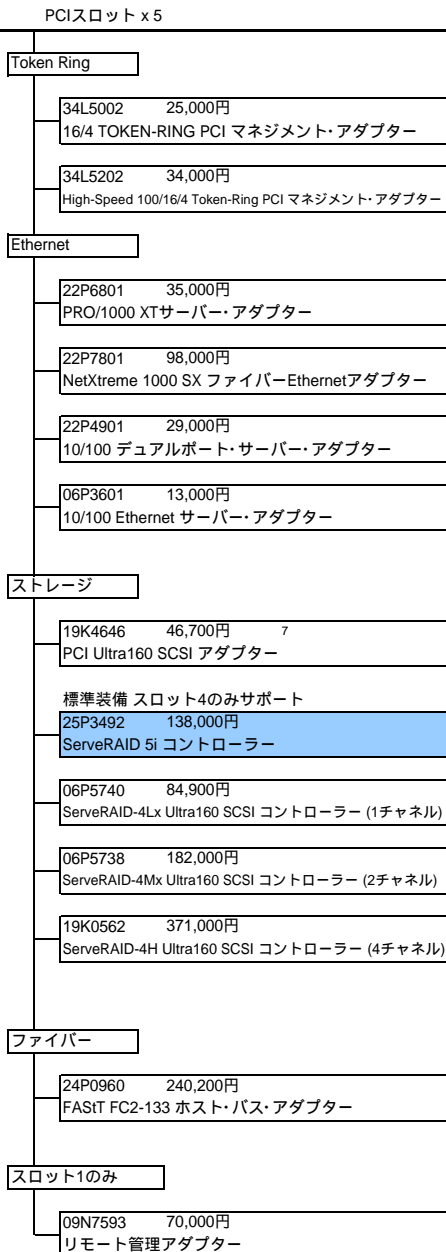 PCIスロット x 5
Token Ring
34L5002 25,000円
16/4 TOKEN-RING PCI マネジメント・アダプター
34L5202 34,000円
High-Speed 100/16/4 Token-Ring PCI マネジメント・アダプター
Ethernet
22P6801 35,000円
PRO/1000 XTサーバー・アダプター
22P7801 98,000円
NetXtreme 1000 SX ファイバーEthernetアダプター
22P4901 29,000円
10/100 デュアルポート・サーバー・アダプター
06P3601 13,000円
10/100 Ethernet サーバー・アダプター
ストレージ
19K4646 46,700円 7
PCI Ultra160 SCSI アダプター
標準装備 スロット4のみサポート
25P3492 138,000円
ServeRAID 5i コントローラー
06P5740 84,900円
ServeRAID-4Lx Ultra160 SCSI コントローラー (1チャネル)
06P5738 182,000円
ServeRAID-4Mx Ultra160 SCSI コントローラー (2チャネル)
19K0562 371,000円
ServeRAID-4H Ultra160 SCSI コントローラー (4チャネル)
ファイバー
24P0960 240,200円
FAStT FC2-133 ホスト・バス・アダプター
スロット1のみ
09N7593 70,000円
リモート管理アダプター